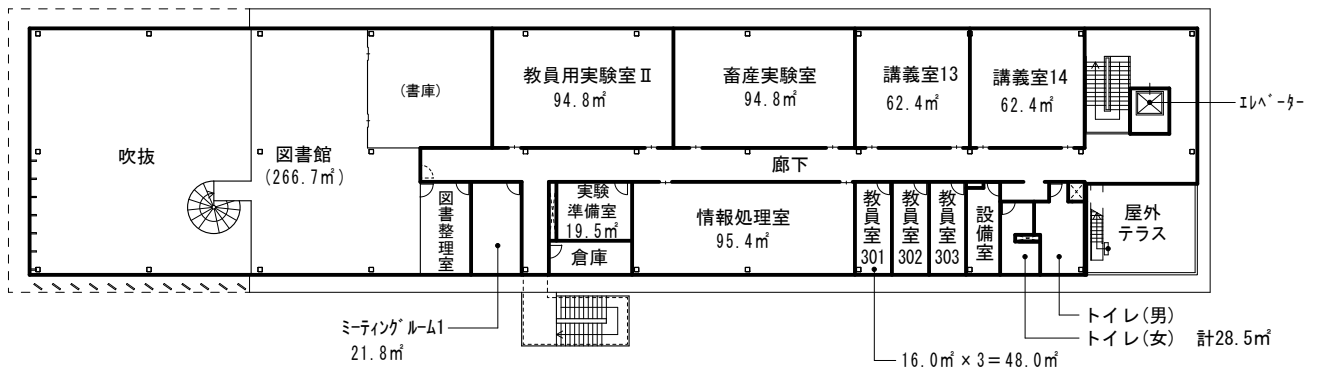 教員用実験室Ⅱ
94.8㎡
畜産実験室
94.8㎡
講義室13
62.4㎡
講義室14
62.4㎡
(書庫)
ｴﾚﾍﾞｰﾀｰ
吹抜
図書館
(266.7㎡)
廊下
図書整理室
実験
準備室
19.5㎡
倉庫
情報処理室
95.4㎡
教員室
301
教員室
302
教員室
303
設備室
屋外
テラス
ﾐｰﾃｨﾝｸﾞﾙｰﾑ1
21.8㎡
トイレ(男)
トイレ(女) 計28.5㎡
16.0㎡×3=48.0㎡